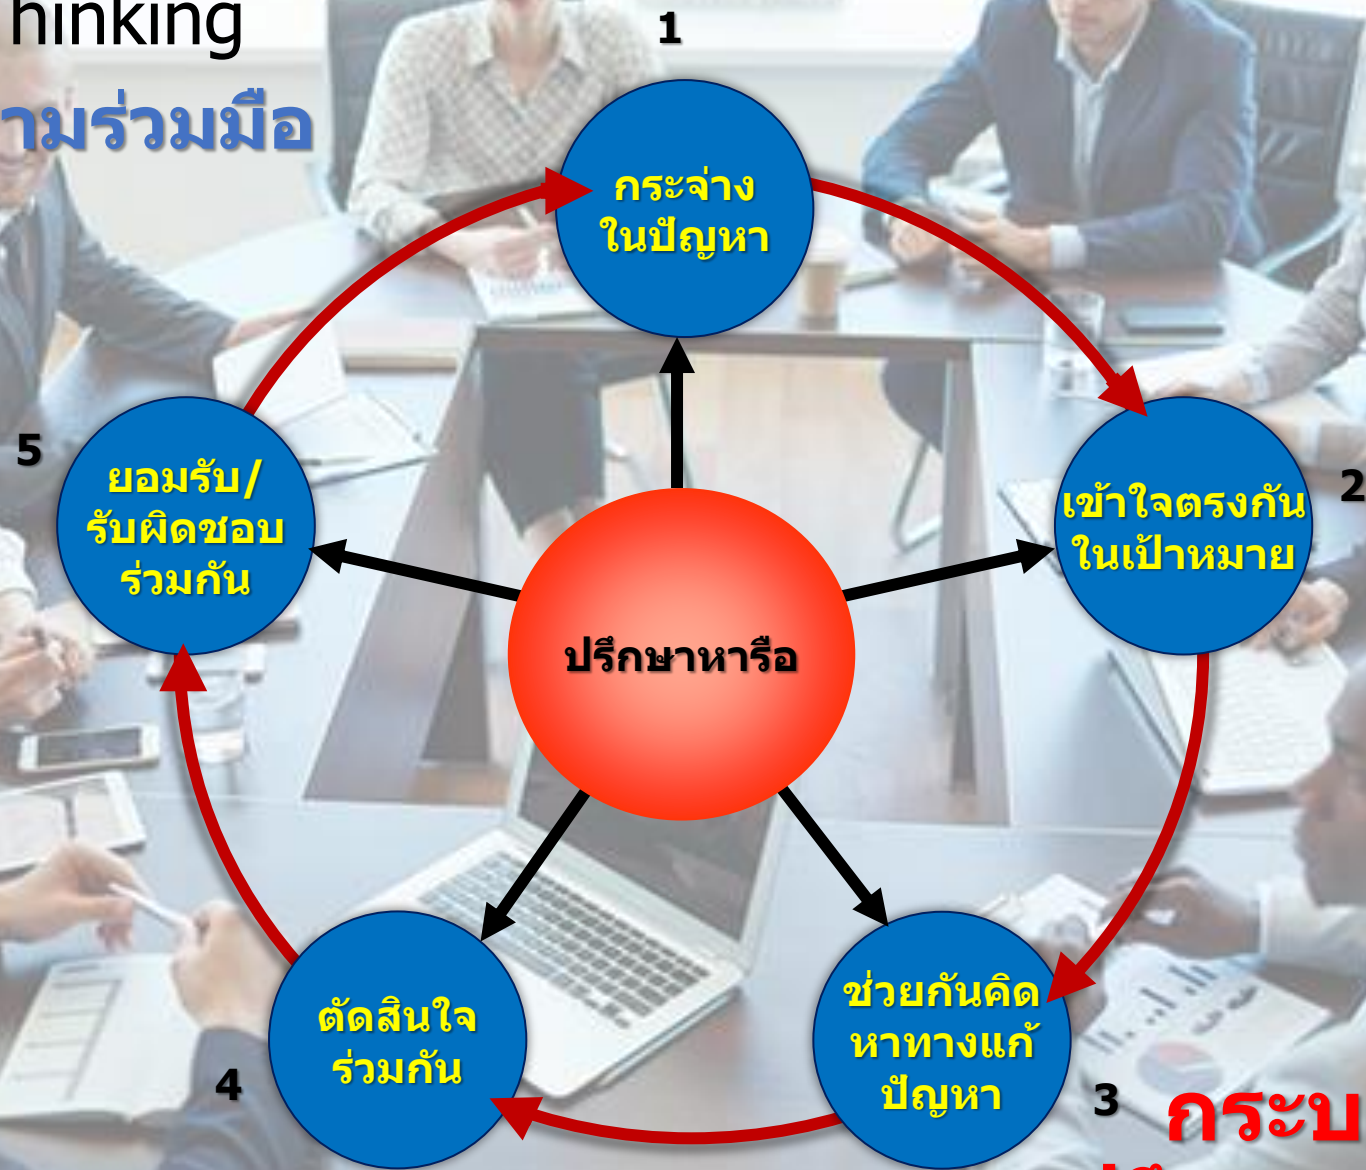 hinking
ามร่วมมือ
1
กระจ่าง
ในปัญหา
2
เข้าใจตรงกัน
ในเป้าหมาย
3
ช่วยกันคิด
หาทางแก้
ปัญหา
4
ตัดสินใจ
ร่วมกัน
5
ยอมรับ/
รับผิดชอบ
ร่วมกัน
ปรึกษาหารือ
กระบ